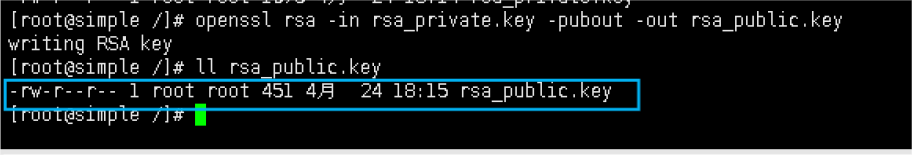 [root@simple /]# openssl rsa -in rsa_private.key -pubout -out rsa_public.key
writing RSA key
[root@simple /]# ll rsa_public.key
-rw-r--r-- 1 root root 451 4月  24 18:15 rsa_public.key
[root@simple /]#